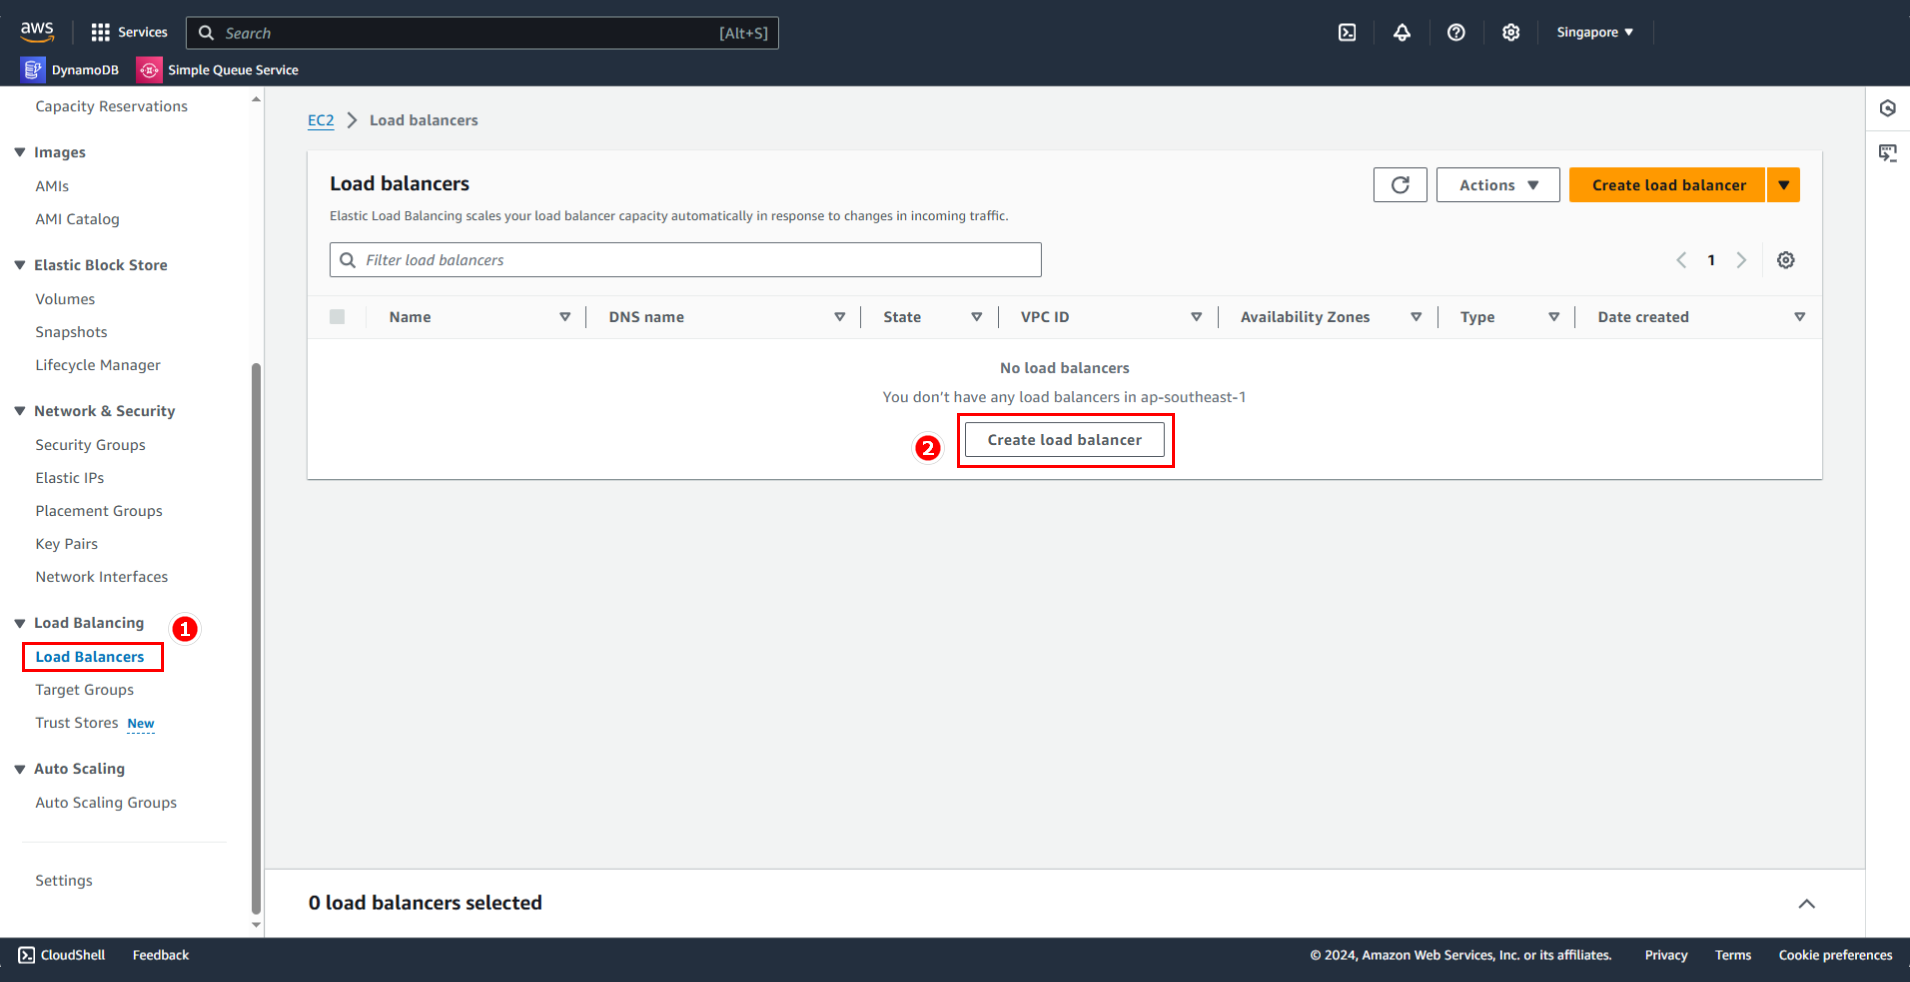 aws
Services
Search
[Alt+S]
Singapore
DynamoDB
Simple Queue Service
Capacity Reservations
Images
AMIs
AMI Catalog
Elastic Block Store
Volumes
Snapshots
Lifecycle Manager
Network & Security
Security Groups
Elastic IPs
Placement Groups
Key Pairs
Network Interfaces
Load Balancing
1
Load Balancers
Target Groups
Trust Stores New
Auto Scaling
Auto Scaling Groups
Settings
EC2 > Load balancers
Load balancers
Actions
Create load balancer
Elastic Load Balancing scales your load balancer capacity automatically in response to changes in incoming traffic.
Filter load balancers
1
Name
DNS name
State
VPC ID
Availability Zones
Type
Date created
No load balancers
You don't have any load balancers in ap-southeast-1
2
Create load balancer
0 load balancers selected
CloudShell
Feedback
© 2024, Amazon Web Services, Inc. or its affiliates.
Privacy
Terms
Cookie preferences